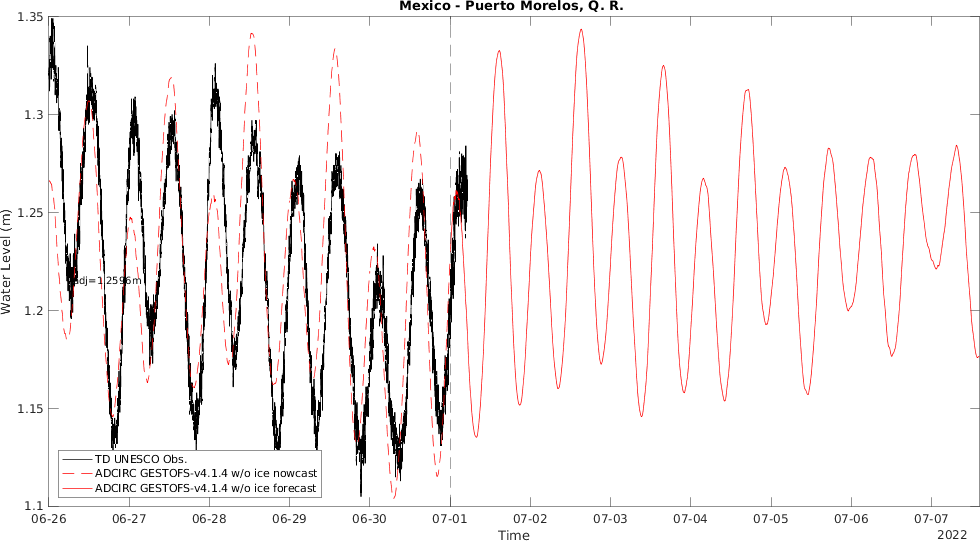 Mexico - Puerto Morelos, Q. R.
1.35
1.3
1.25
1.2
1.15
1.1
Water Level (m)
adj=1.2596m
TD UNESCO Obs.
ADCIRC GESTOFS-v4.1.4 w/o ice nowcast
ADCIRC GESTOFS-v4.1.4 w/o ice forecast
06-26 06-27 06-28 06-29 06-30 07-01 07-02 07-03 07-04 07-05 07-06 07-07
Time
2022